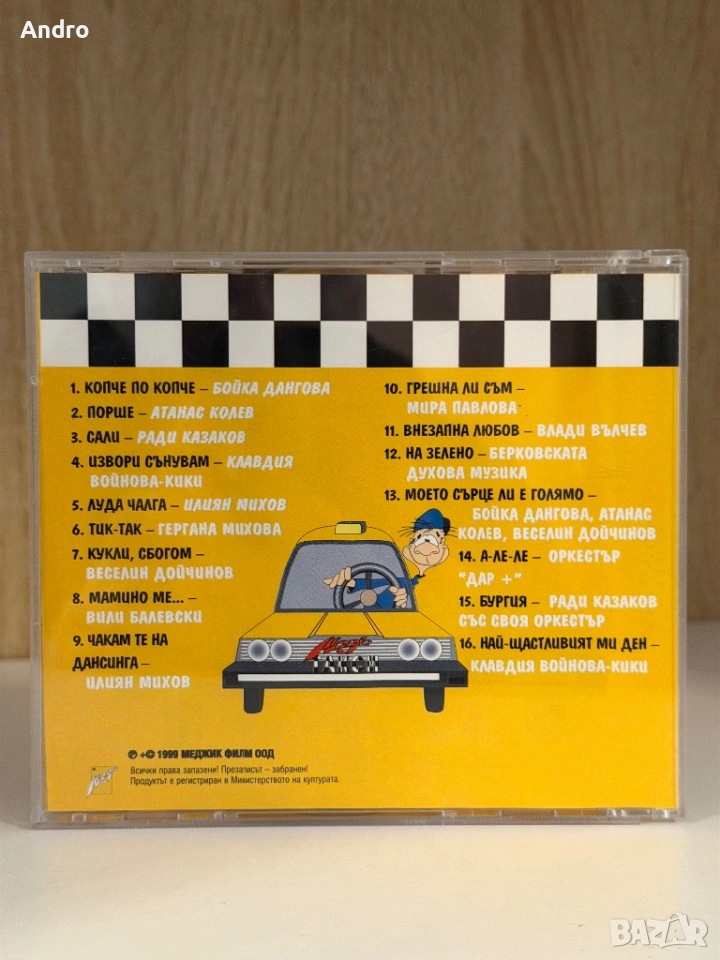 Andro
1. КОПЧЕ ПО КОПЧЕ – БОЙКА ДАНГОВА
2. ПОРШЕ – АТАНАС КОЛЕВ
3. САЛИ – РАДИ КАЗАКОВ
4. ИЗВОРИ СЪНУВАМ – КЛАВДИЯ
ВОЙНОВА-КИКИ
5. ЛУДА ЧАЛГА – ИЛИЯН МИХОВ
6. ТИК-ТАК – ГЕРГАНА МИХОВА
7. КУКЛИ, СБОГОМ –
ВЕСЕЛИН ДОЙЧИНОВ
8. МАМИНО МЕ... –
ВИЛИ БАЛЕВСКИ
9. ЧАКАМ ТЕ НА
ДАНСИНГА –
ИЛИЯН МИХОВ
10. ГРЕШНА ЛИ СЪМ –
МИРА ПАВЛОВА
11. ВНЕЗАПНА ЛЮБОВ – ВЛАДИ ВЪЛЧЕВ
12. НА ЗЕЛЕНО – БЕРКОВСКАТА
ДУХОВА МУЗИКА
13. МОЕТО СЪРЦЕ ЛИ Е ГОЛЯМО –
БОЙКА ДАНГОВА, АТАНАС
КОЛЕВ, ВЕСЕЛИН ДОЙЧИНОВ
14. А-ЛЕ-ЛЕ – ОРКЕСТЪР
"ДАР +"
15. БУРГИЯ – РАДИ КАЗАКОВ
СЪС СВОЯ ОРКЕСТЪР
16. НАЙ-ЩАСТЛИВИЯТ МИ ДЕН –
КЛАВДИЯ ВОЙНОВА-КИКИ
ТАКСИ
℗ +© 1999 МЕДЖИК ФИЛМ ООД
Всички права запазени! Презаписът – забранен!
Продуктът е регистриран в Министерството на културата.
BAZAR